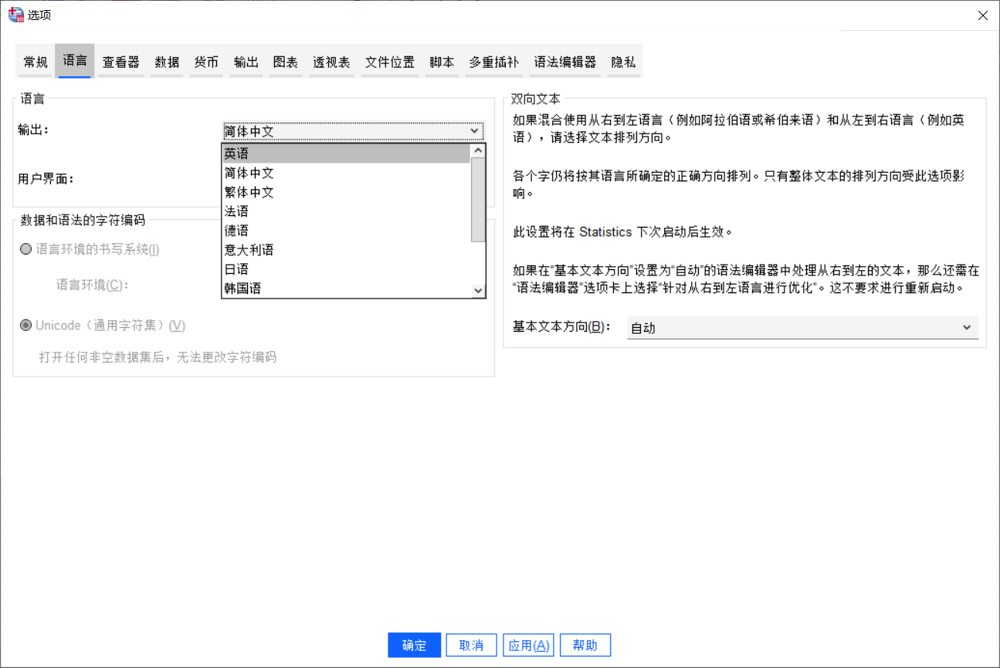 选项
常规 语言 查看器 数据 货币 输出 图表 透视表 文件位置 脚本 多重插补 语法编辑器 隐私
语言
输出：
简体中文
英语
简体中文
繁体中文
法语
德语
意大利语
日语
韩国语
用户界面：
数据和语法的字符编码
语言环境的书写系统(I)
语言环境(C)：
Unicode（通用字符集）(V)
打开任何非空数据集后，无法更改字符编码
双向文本
如果混合使用从右到左语言（例如阿拉伯语或希伯来语）和从左到右语言（例如英
语），请选择文本排列方向。
各个字仍将按其语言所确定的正确方向排列。只有整体文本的排列方向受此选项影
响。
此设置将在 Statistics 下次启动后生效。
如果在“基本文本方向”设置为“自动”的语法编辑器中处理从右到左的文本，那么还需在
“语法编辑器”选项卡上选择“针对从右到左语言进行优化”。这不要求进行重新启动。
基本文本方向(B)：
自动
确定 取消 应用(A) 帮助